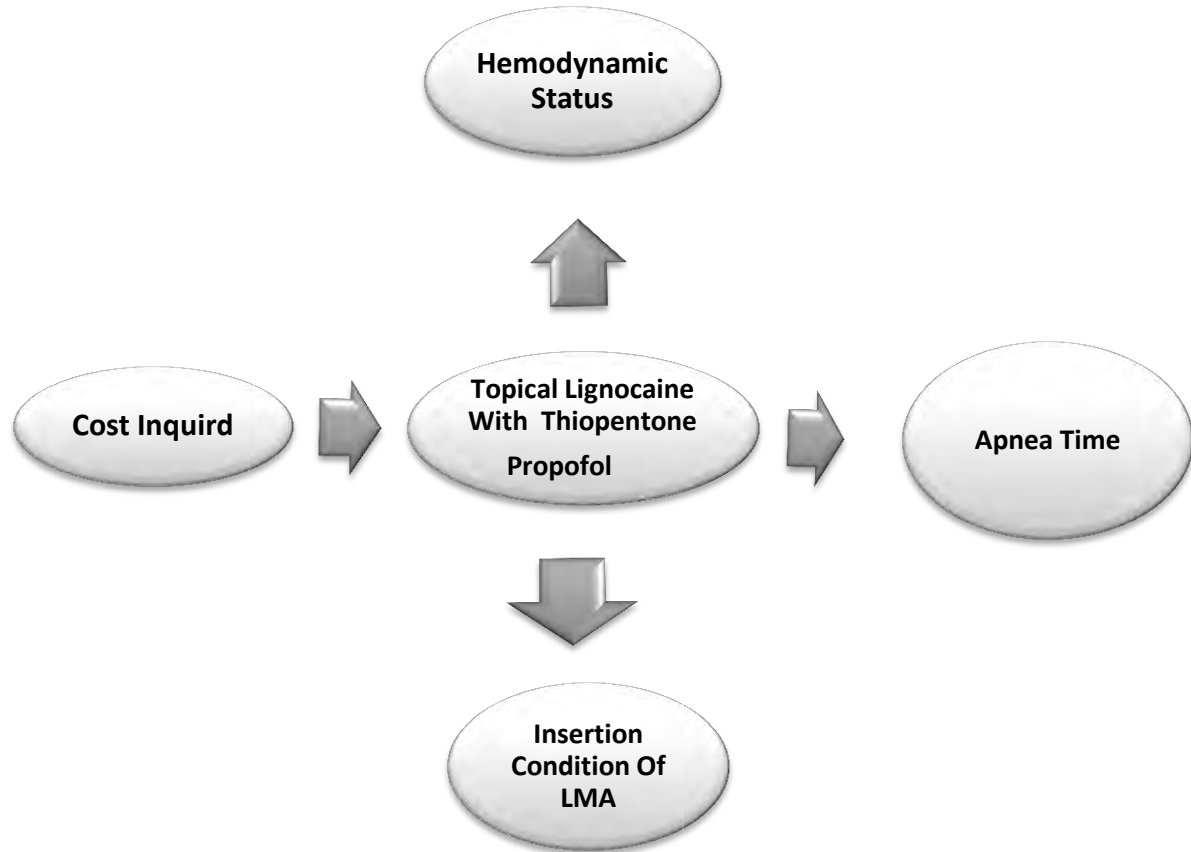 Hemodynamic
Status
Cost Inquird
Topical Lignocaine
With Thiopentone
Propofol
Apnea Time
Insertion
Condition Of
LMA